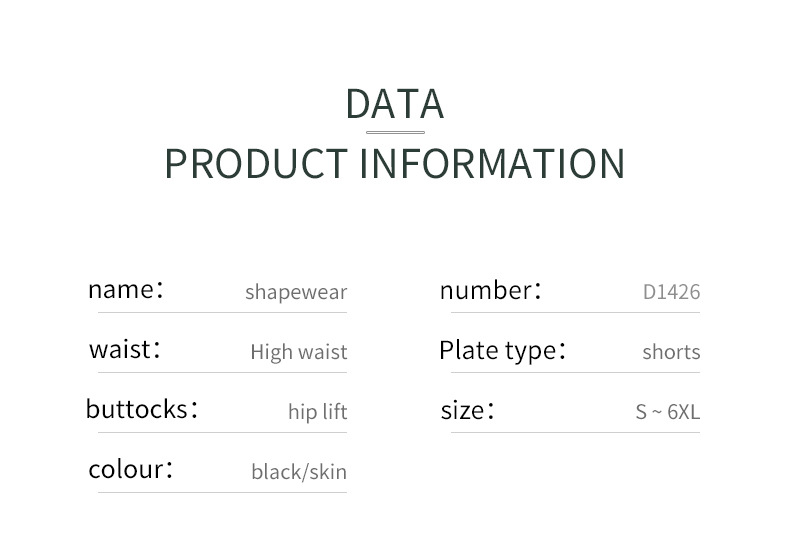 DATA
PRODUCT INFORMATION
name： shapewear
number： D1426
waist： High waist
Plate type： shorts
buttocks： hip lift
size： S ~ 6XL
colour： black/skin